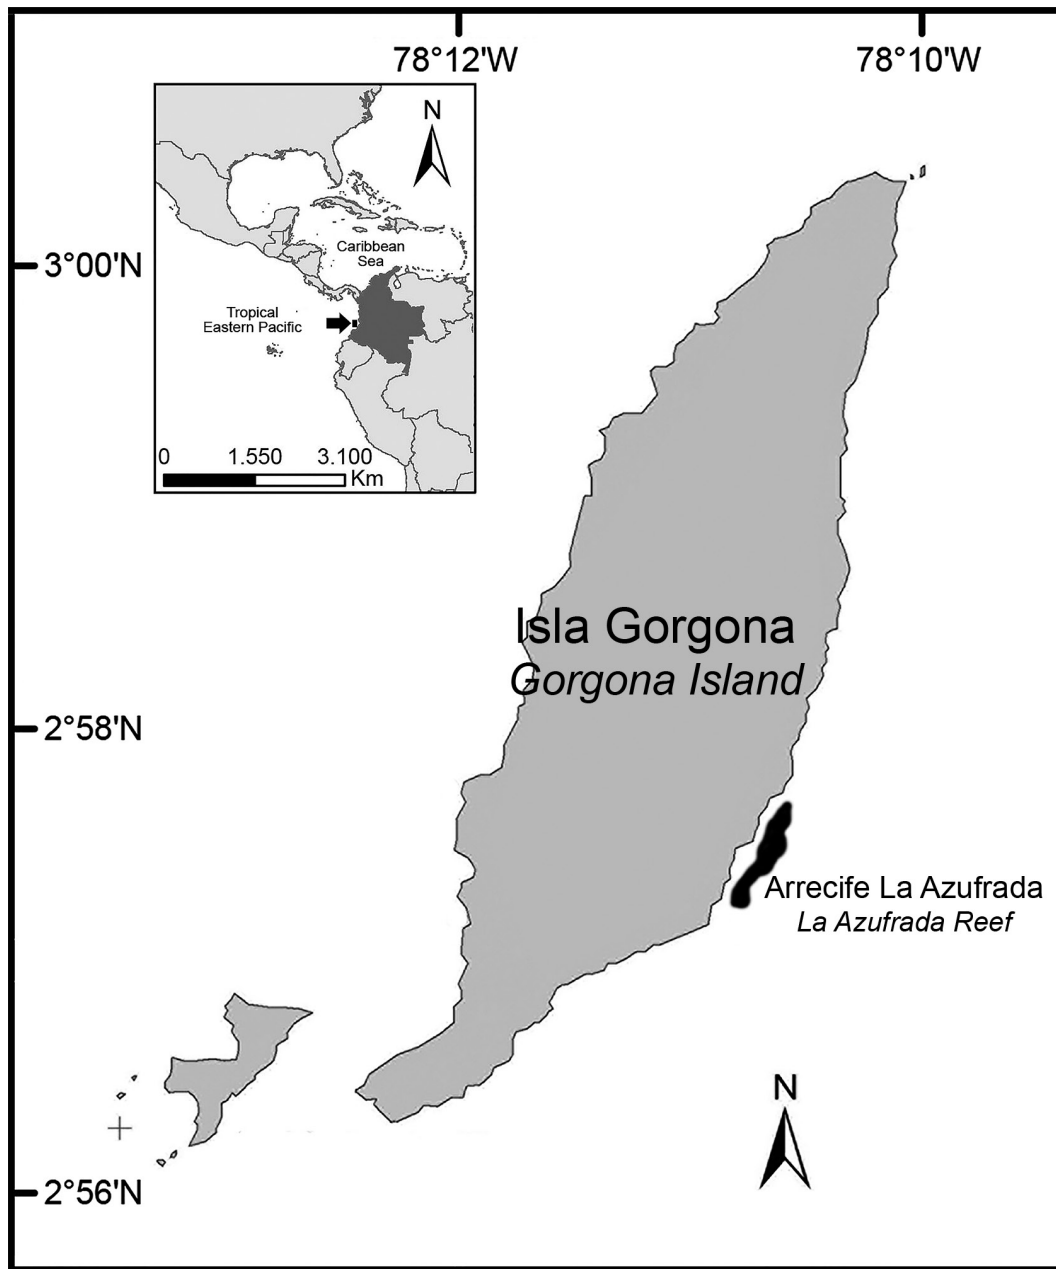 78°12'W
78°10'W
N
Caribbean
Sea
3°00'N
Tropical
Eastern Pacific
0 1.550 3.100
Km
Isla Gorgona
Gorgona Island
2°58'N
Arrecife La Azufrada
La Azufrada Reef
N
2°56'N